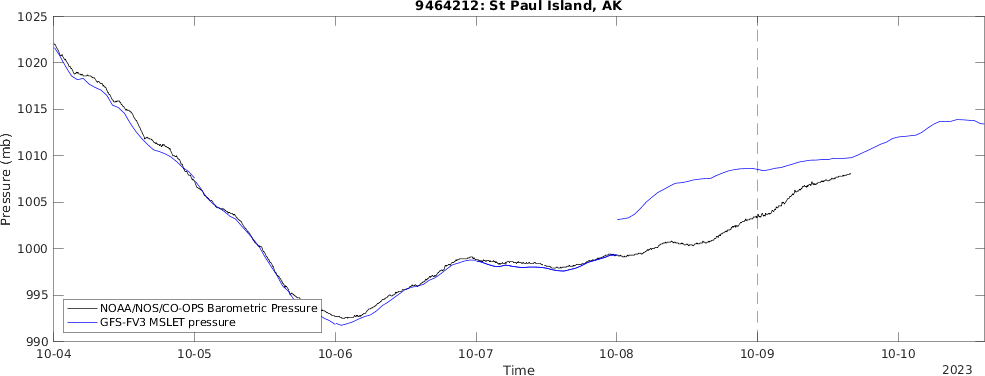 9464212: St Paul Island, AK
1025
1020
1015
1010
1005
1000
995
990
Pressure (mb)
NOAA/NOS/CO-OPS Barometric Pressure
GFS-FV3 MSLET pressure
10-04 10-05 10-06 10-07 10-08 10-09 10-10
Time
2023